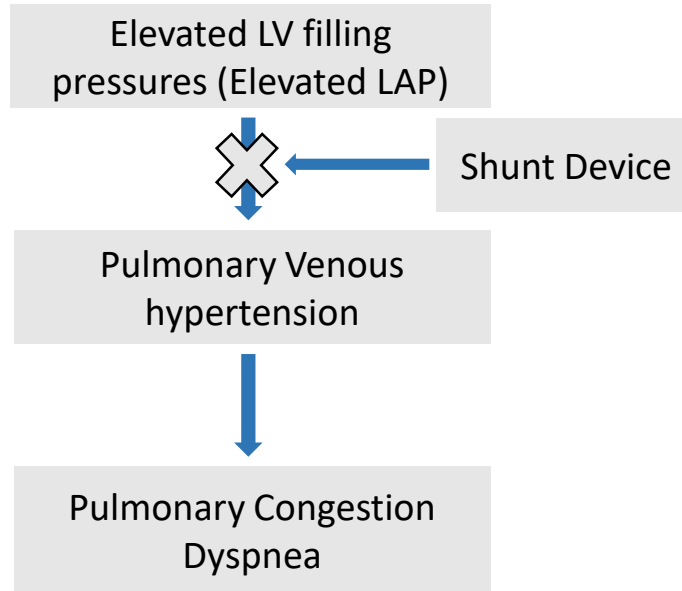 Elevated LV filling
pressures (Elevated LAP)
Shunt Device
Pulmonary Venous
hypertension
Pulmonary Congestion
Dyspnea